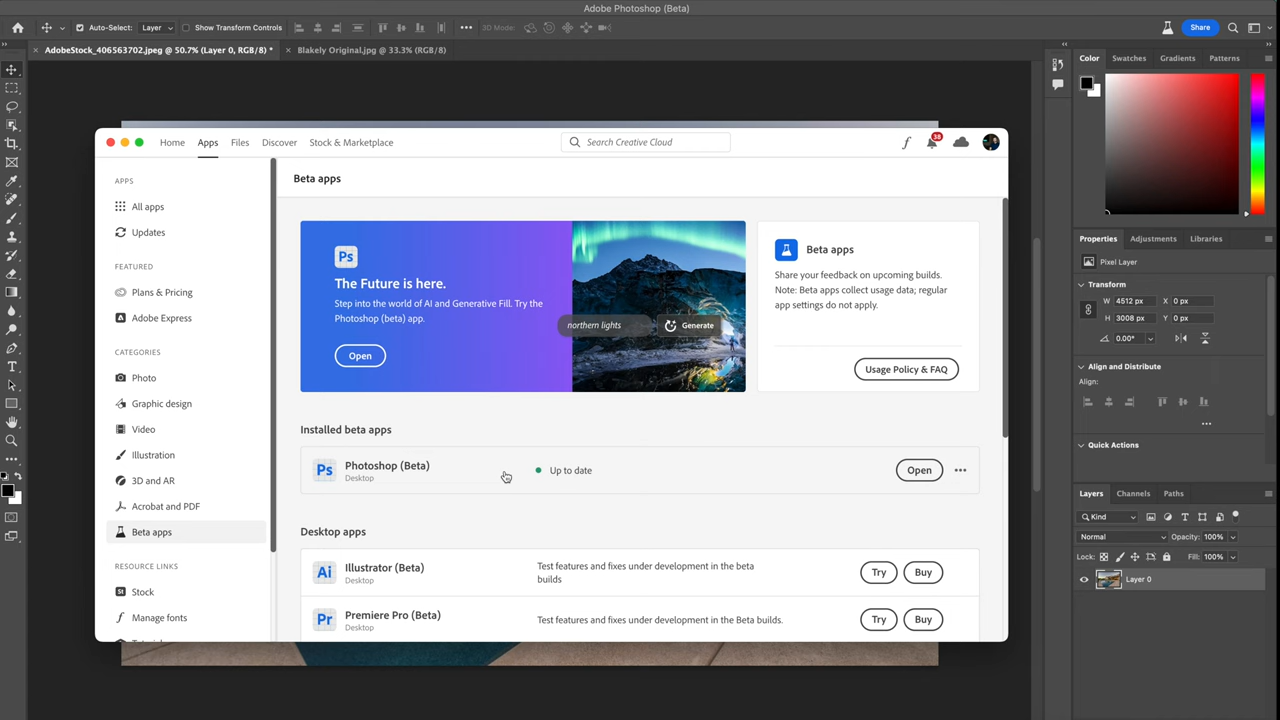 Adobe Photoshop (Beta)
Auto-Select: Layer Show Transform Controls 3D Mode: Share
AdobeStock_406563702.jpeg @ 50.7% (Layer 0, RGB/8) * Blakely Original.jpg @ 33.3% (RGB/8)
Home Apps Files Discover Stock & Marketplace Search Creative Cloud 38
APPS
All apps
Updates
FEATURED
Plans & Pricing
Adobe Express
CATEGORIES
Photo
Graphic design
Video
Illustration
3D and AR
Acrobat and PDF
Beta apps
RESOURCE LINKS
Stock
Manage fonts
Beta apps
Ps
The Future is here.
Step into the world of AI and Generative Fill. Try the
Photoshop (beta) app.
Open
northern lights Generate
Beta apps
Share your feedback on upcoming builds.
Note: Beta apps collect usage data; regular
app settings do not apply.
Usage Policy & FAQ
Installed beta apps
Ps Photoshop (Beta)
Desktop
Up to date
Open
Desktop apps
Ai Illustrator (Beta)
Desktop
Test features and fixes under development in the beta
builds
Try Buy
Pr Premiere Pro (Beta)
Desktop
Test features and fixes under development in the Beta builds.
Try Buy
Color Swatches Gradients Patterns
Properties Adjustments Libraries
Pixel Layer
Transform
W 4512 px X 0 px
H 3008 px Y 0 px
0.00°
Align and Distribute
Align:
Quick Actions
Layers Channels Paths
Kind
Normal Opacity: 100%
Lock: Fill: 100%
Layer 0